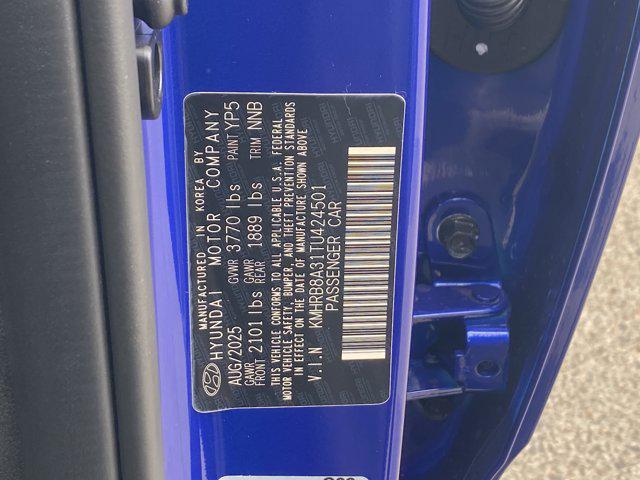 MANUFACTURED IN KOREA BY
HYUNDAI MOTOR COMPANY
AUG/2025 GVWR 3770 lbs PAINT YP5
GAWR FRONT 2101 lbs GAWR REAR 1889 lbs TRIM NNB
THIS VEHICLE CONFORMS TO ALL APPLICABLE U.S.A. FEDERAL
MOTOR VEHICLE SAFETY, BUMPER, AND THEFT PREVENTION STANDARDS
IN EFFECT ON THE DATE OF MANUFACTURE SHOWN ABOVE
V.I.N KMHRB8A31TU424501
PASSENGER CAR